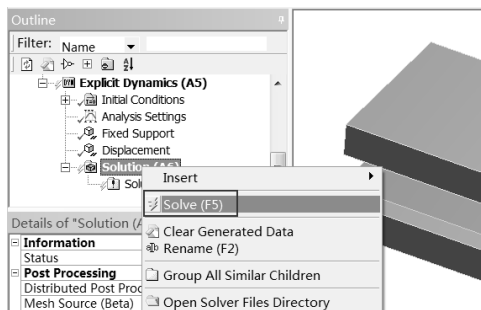 Outline
Filter: Name
Explicit Dynamics (A5)
Initial Conditions
Analysis Settings
Fixed Support
Displacement
Solution (A6)
Insert
Solve (F5)
Details of "Solution (A
Clear Generated Data
Information
Rename (F2)
Status
Post Processing
Group All Similar Children
Distributed Post Proc
Mesh Source (Beta)
Open Solver Files Directory